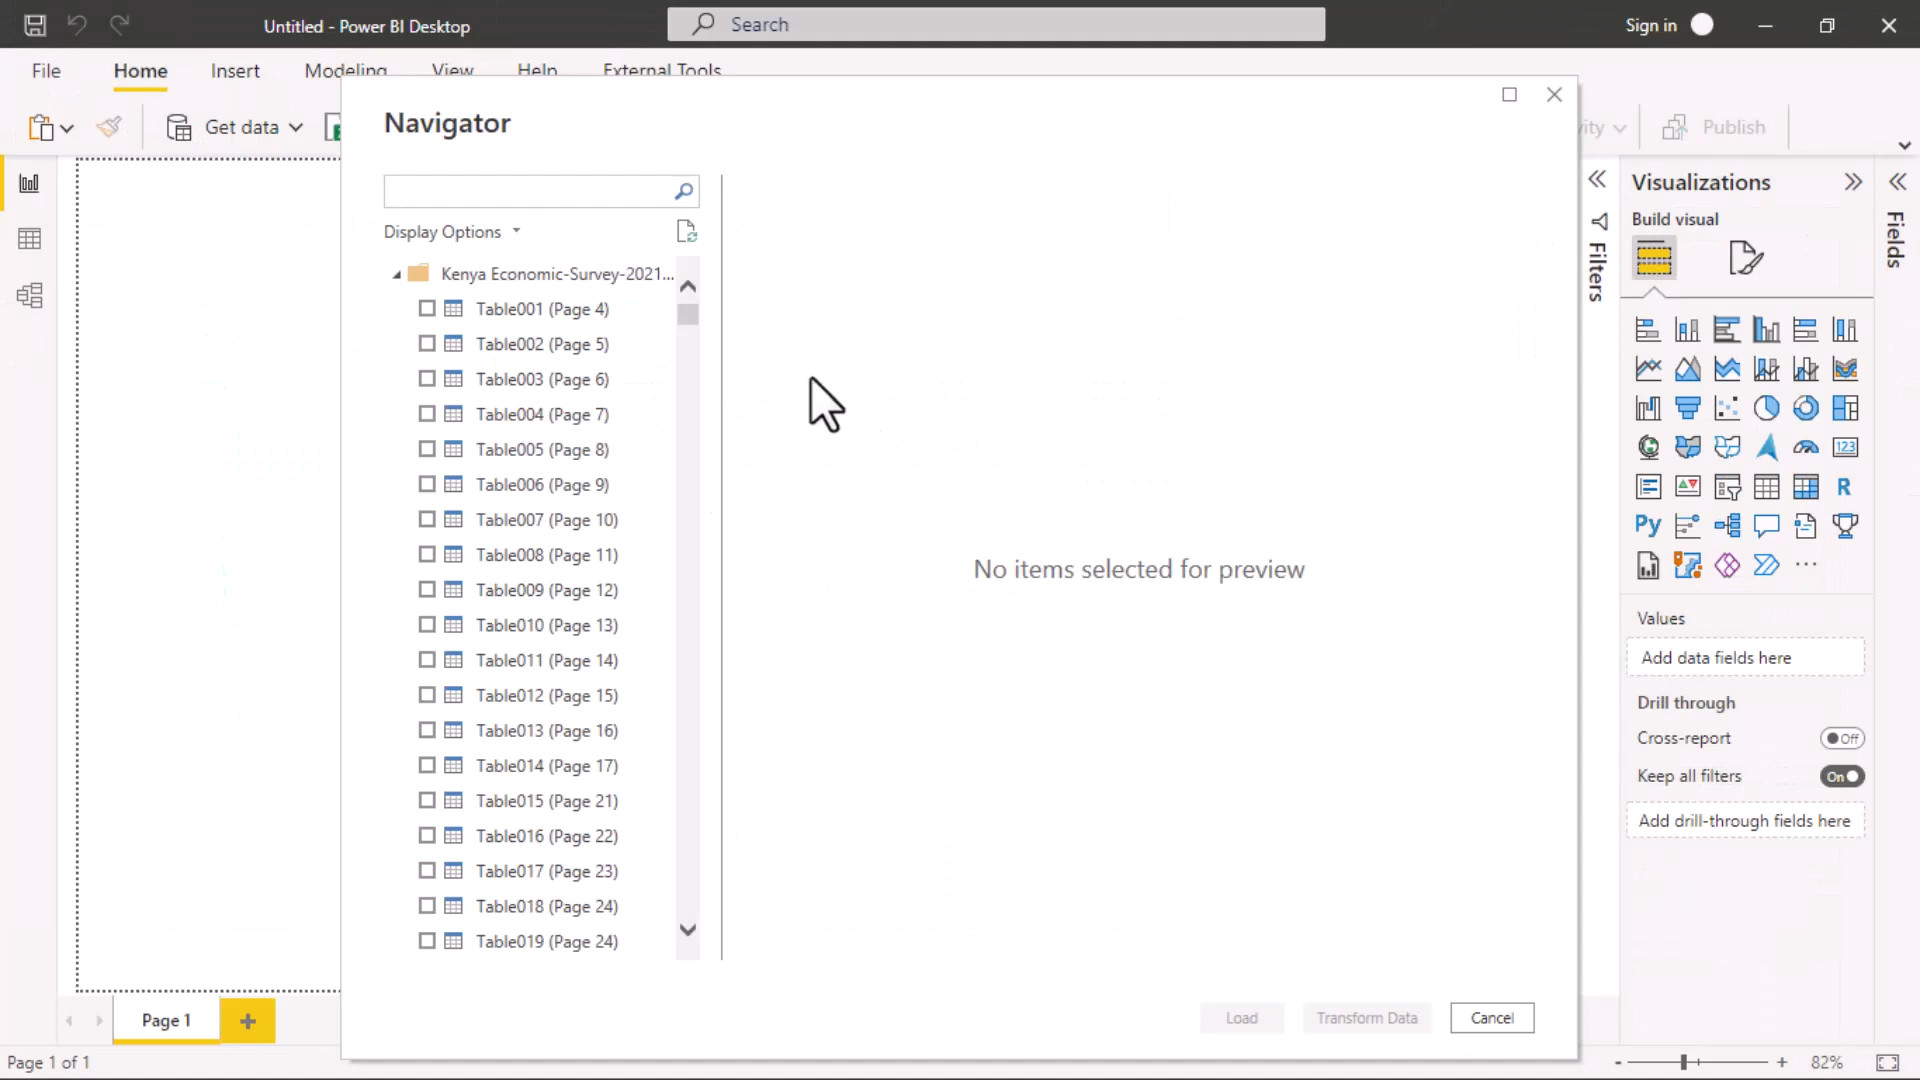 Untitled - Power BI Desktop
Search
Sign in
File
Home
Insert
Modeling
View
Help
External Tools
Get data
ity
Publish
Navigator
Display Options
Kenya Economic-Survey-2021...
Table001 (Page 4)
Table002 (Page 5)
Table003 (Page 6)
Table004 (Page 7)
Table005 (Page 8)
Table006 (Page 9)
Table007 (Page 10)
Table008 (Page 11)
Table009 (Page 12)
Table010 (Page 13)
Table011 (Page 14)
Table012 (Page 15)
Table013 (Page 16)
Table014 (Page 17)
Table015 (Page 21)
Table016 (Page 22)
Table017 (Page 23)
Table018 (Page 24)
Table019 (Page 24)
No items selected for preview
Load
Transform Data
Cancel
Filters
Visualizations
Build visual
123
R
Py
Values
Add data fields here
Drill through
Cross-report
Off
Keep all filters
On
Add drill-through fields here
Fields
Page 1
Page 1 of 1
82%